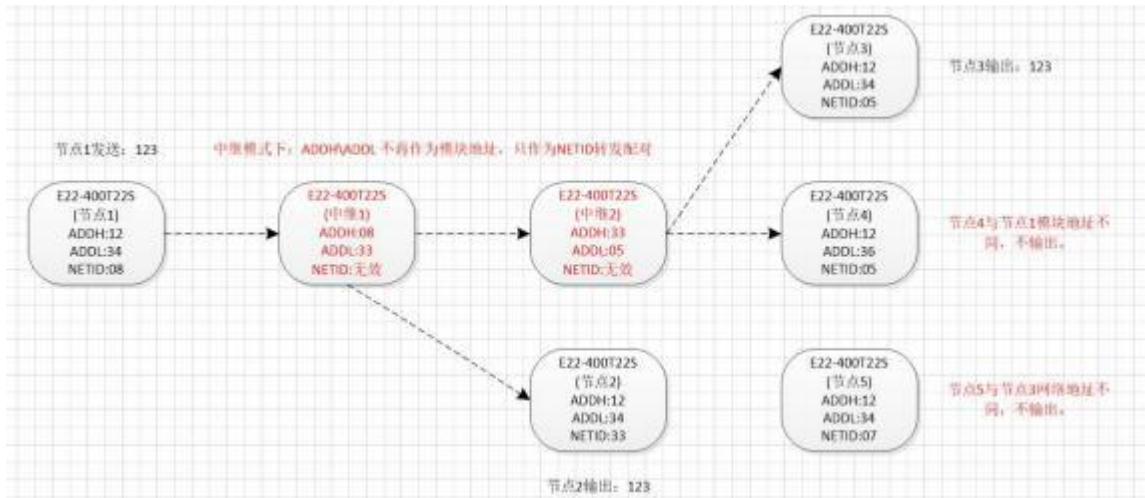 E22-400T22S
(节点3)
ADDH:12
ADDL:34
NETID:05
节点3输出：123
节点1发送：123
中继模式下：ADDH\ADDL 不再作为模块地址，只作为NETID转发配对
E22-400T22S
(节点1)
ADDH:12
ADDL:34
NETID:08
E22-400T22S
(中继1)
ADDH:08
ADDL:33
NETID:无效
E22-400T22S
(中继2)
ADDH:33
ADDL:05
NETID:无效
E22-400T22S
(节点4)
ADDH:12
ADDL:36
NETID:05
节点4与节点1模块地址不
同，不输出。
E22-400T22S
(节点2)
ADDH:12
ADDL:34
NETID:33
E22-400T22S
(节点5)
ADDH:12
ADDL:34
NETID:07
节点5与节点3网络地址不
同，不输出。
节点2输出：123